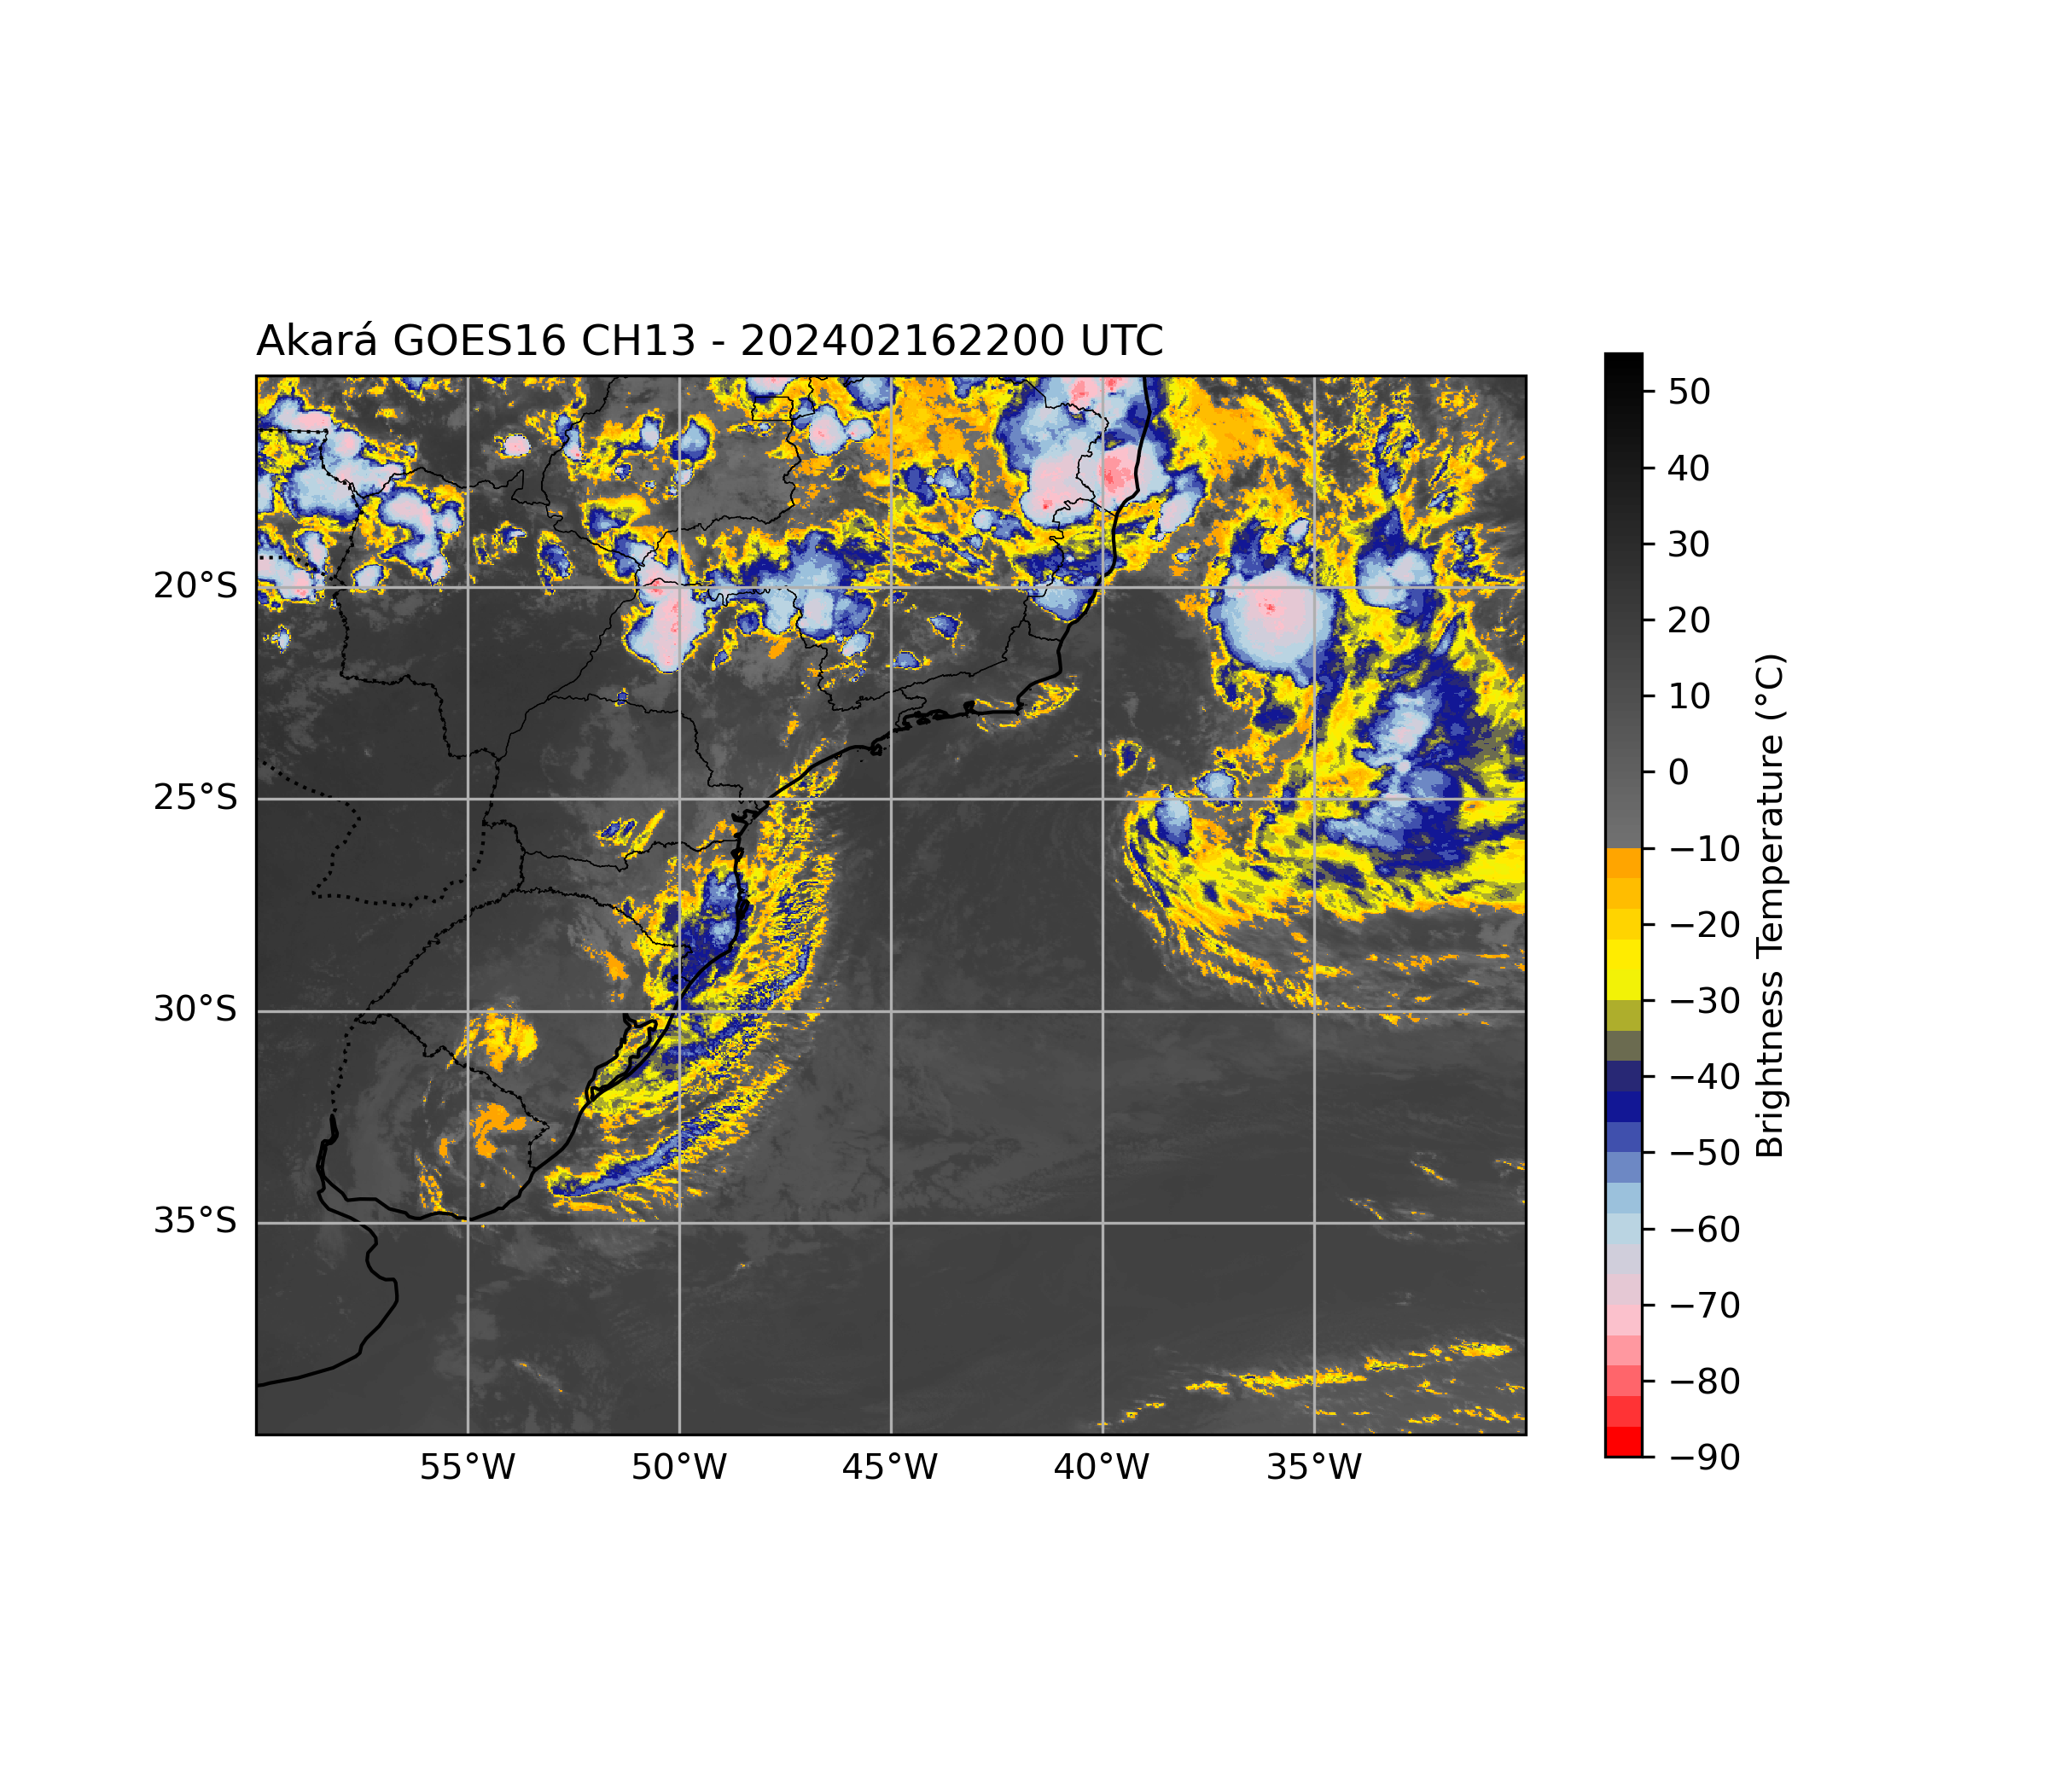 Akará GOES16 CH13 - 202402162200 UTC
20°S
25°S
30°S
35°S
55°W
50°W
45°W
40°W
35°W
50
40
30
20
10
0
−10
−20
−30
−40
−50
−60
−70
−80
−90
Brightness Temperature (°C)